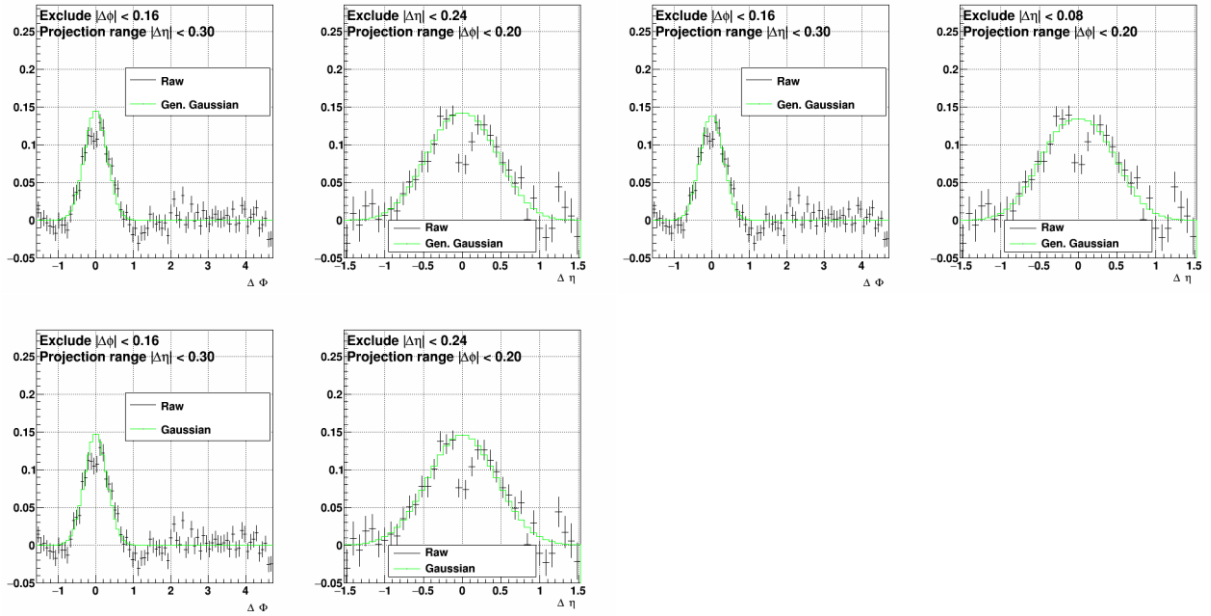 Exclude |Δϕ| < 0.16
Projection range |Δη| < 0.30
Raw
Gen. Gaussian
0.25
0.2
0.15
0.1
0.05
0
−0.05
−1 0 1 2 3 4
Δ Φ
Exclude |Δη| < 0.24
Projection range |Δϕ| < 0.20
Raw
Gen. Gaussian
0.25
0.2
0.15
0.1
0.05
0
−0.05
−1.5 −1 −0.5 0 0.5 1 1.5
Δ η
Exclude |Δϕ| < 0.16
Projection range |Δη| < 0.30
Raw
Gen. Gaussian
0.25
0.2
0.15
0.1
0.05
0
−0.05
−1 0 1 2 3 4
Δ Φ
Exclude |Δη| < 0.08
Projection range |Δϕ| < 0.20
Raw
Gen. Gaussian
0.25
0.2
0.15
0.1
0.05
0
−0.05
−1.5 −1 −0.5 0 0.5 1 1.5
Δ η
Exclude |Δϕ| < 0.16
Projection range |Δη| < 0.30
Raw
Gaussian
0.25
0.2
0.15
0.1
0.05
0
−0.05
−1 0 1 2 3 4
Δ Φ
Exclude |Δη| < 0.24
Projection range |Δϕ| < 0.20
Raw
Gaussian
0.25
0.2
0.15
0.1
0.05
0
−0.05
−1.5 −1 −0.5 0 0.5 1 1.5
Δ η